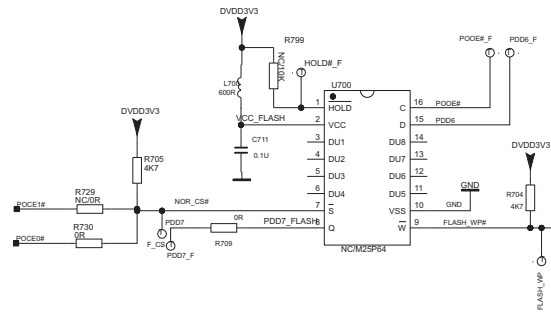 DVDD3V3
R799
NC/10K
HOLD#_F
POOE#_F PDD6_F
L700
600R
U700
1 HOLD C 16 POOE#
VCC_FLASH 2 VCC D 15 PDD6
DVDD3V3
C711
0.1U
3 DU1 DU8 14
4 DU2 DU7 13
DVDD3V3
R705
4K7
5 DU3 DU6 12
6 DU4 DU5 11
GND
R704
4K7
R729
NC/0R
POCE1#
NOR_CS# 7 S VSS 10 GND
PDD7
0R
PDD7_FLASH 8 Q W 9 FLASH_WP#
R730
0R
POCE0#
F_CS
PDD7_F
R709
NC/M25P64
FLASH_WP